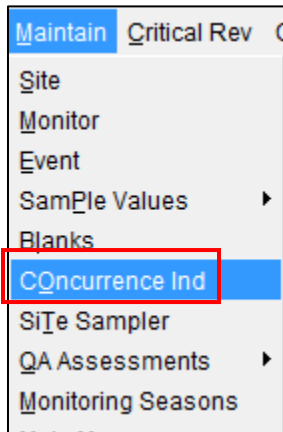 Maintain Critical Rev
Site
Monitor
Event
SamPle Values
Blanks
COncurrence Ind
SiTe Sampler
QA Assessments
Monitoring Seasons